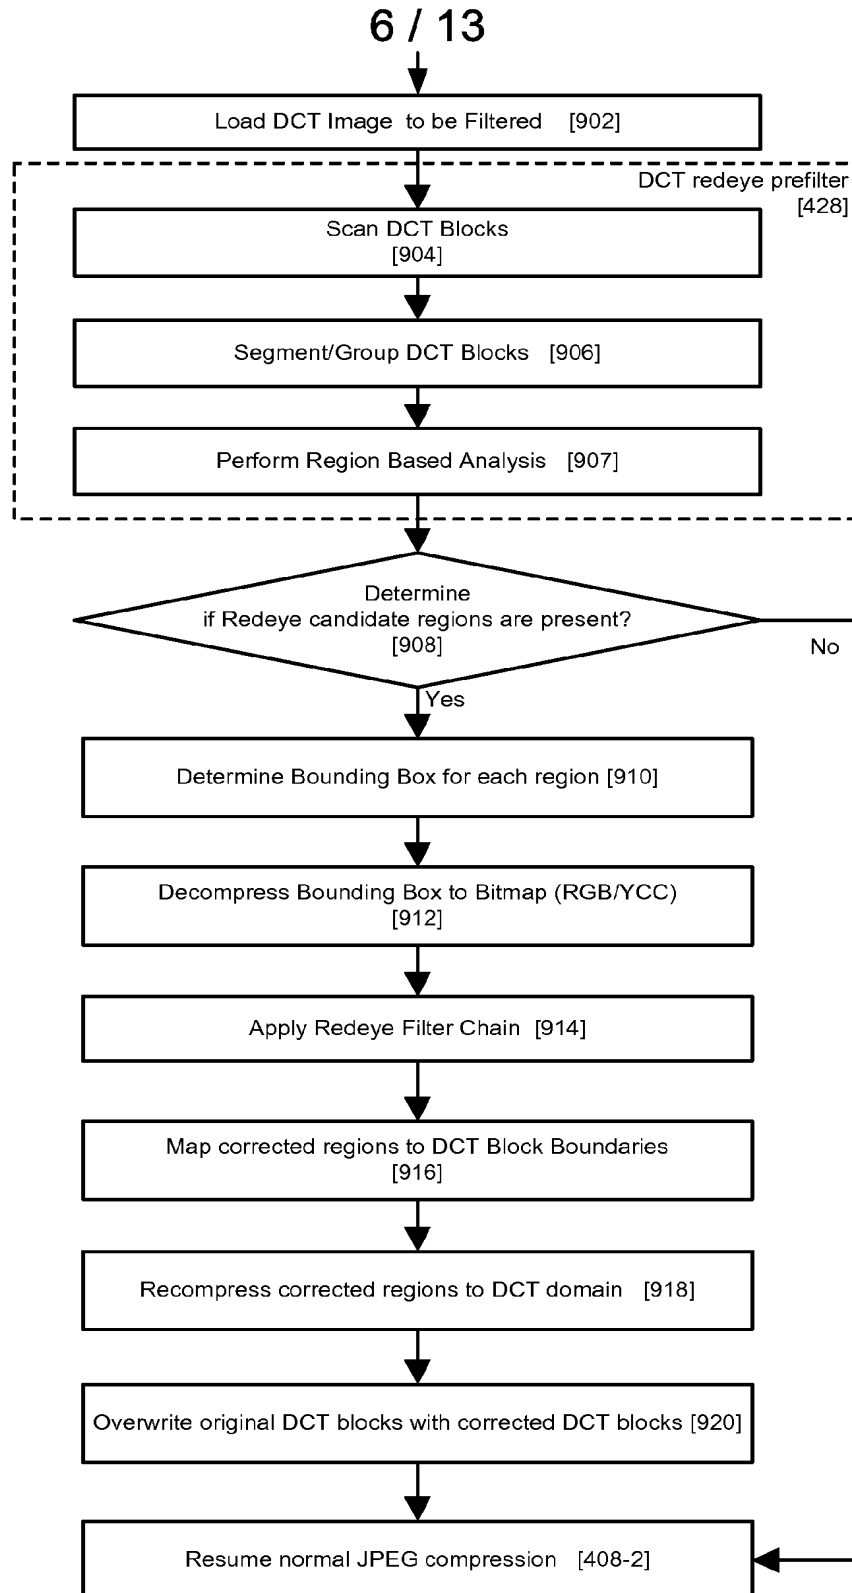 6 / 13
Load DCT Image to be Filtered [902]
DCT redeye prefilter
[428]
Scan DCT Blocks
[904]
Segment/Group DCT Blocks [906]
Perform Region Based Analysis [907]
Determine
if Redeye candidate regions are present?
[908]
No
Yes
Determine Bounding Box for each region [910]
Decompress Bounding Box to Bitmap (RGB/YCC)
[912]
Apply Redeye Filter Chain [914]
Map corrected regions to DCT Block Boundaries
[916]
Recompress corrected regions to DCT domain [918]
Overwrite original DCT blocks with corrected DCT blocks [920]
Resume normal JPEG compression [408-2]